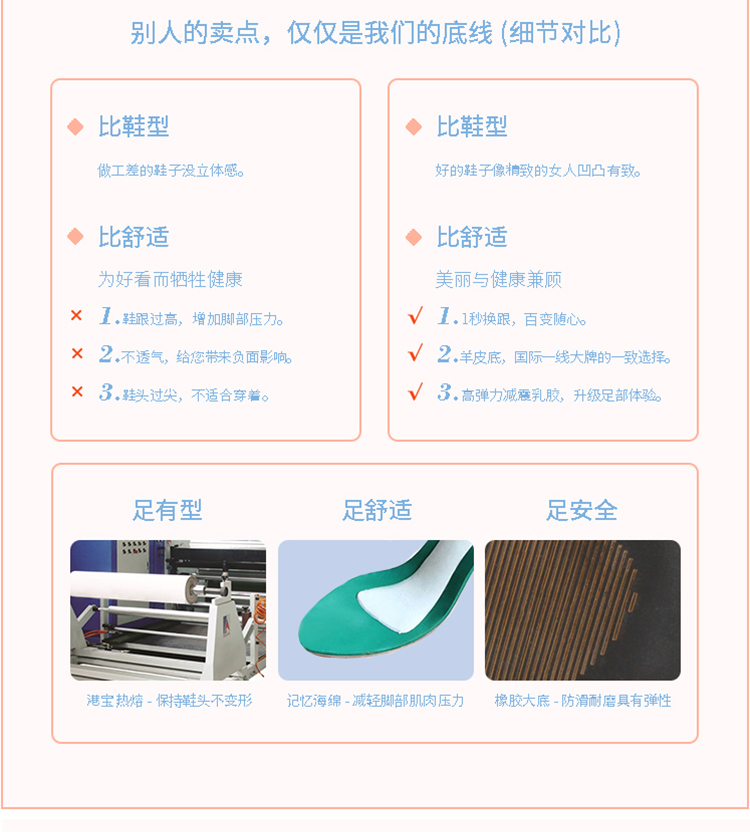 别人的卖点，仅仅是我们的底线 (细节对比)
比鞋型
做工差的鞋子没立体感。
比舒适
为好看而牺牲健康
× 1.鞋跟过高，增加脚部压力。
× 2.不透气，给您带来负面影响。
× 3.鞋头过尖，不适合穿着。
比鞋型
好的鞋子像精致的女人凹凸有致。
比舒适
美丽与健康兼顾
√ 1.1秒换跟，百变随心。
√ 2.羊皮底，国际一线大牌的一致选择。
√ 3.高弹力减震乳胶，升级足部体验。
足有型
足舒适
足安全
港宝热熔 - 保持鞋头不变形
记忆海绵 - 减轻脚部肌肉压力
橡胶大底 - 防滑耐磨具有弹性